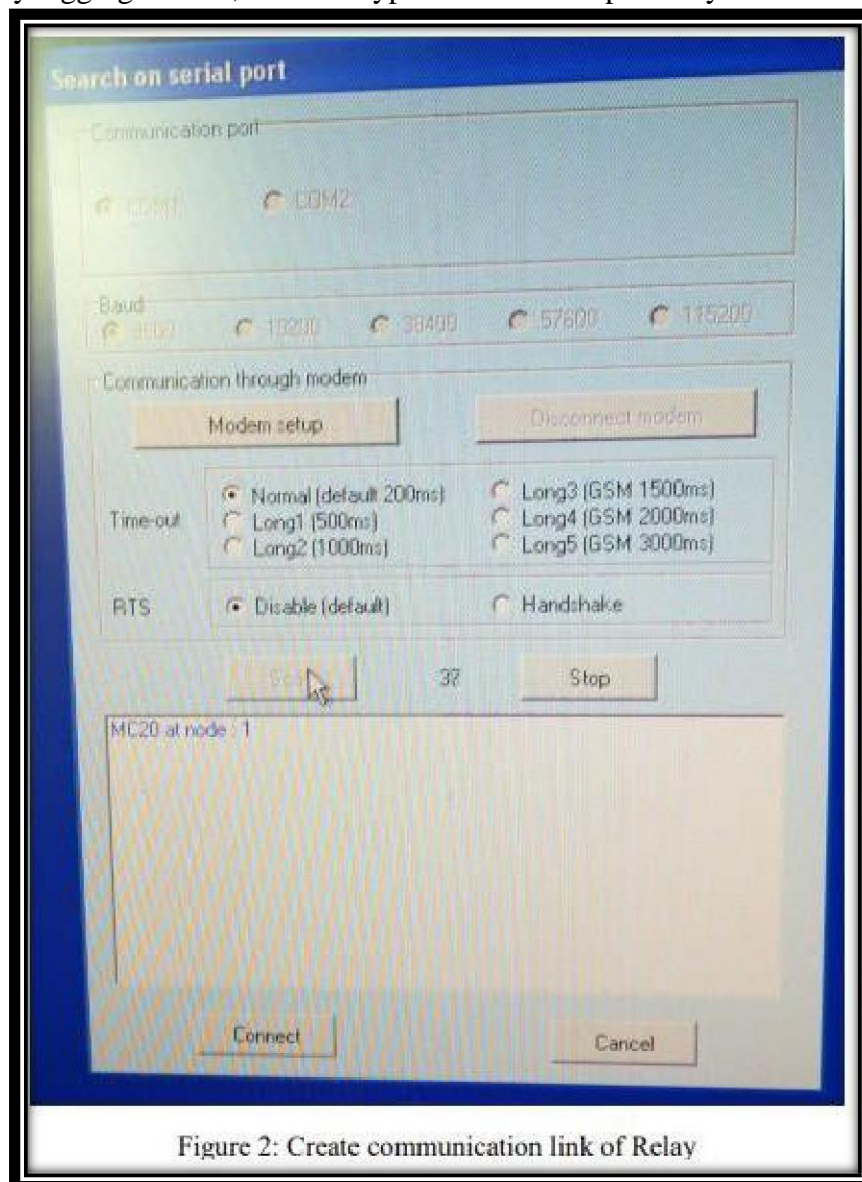 Search on serial port
Communication port
COM1 COM2
Baud
9600 19200 38400 57600 115200
Communication through modem
Modem setup Disconnect modem
Time-out
Normal (default 200ms) Long3 (GSM 1500ms)
Long1 (500ms) Long4 (GSM 2000ms)
Long2 (1000ms) Long5 (GSM 3000ms)
RTS Disable (default) Handshake
37 Stop
MC20 at node : 1
Connect Cancel
Figure 2: Create communication link of Relay